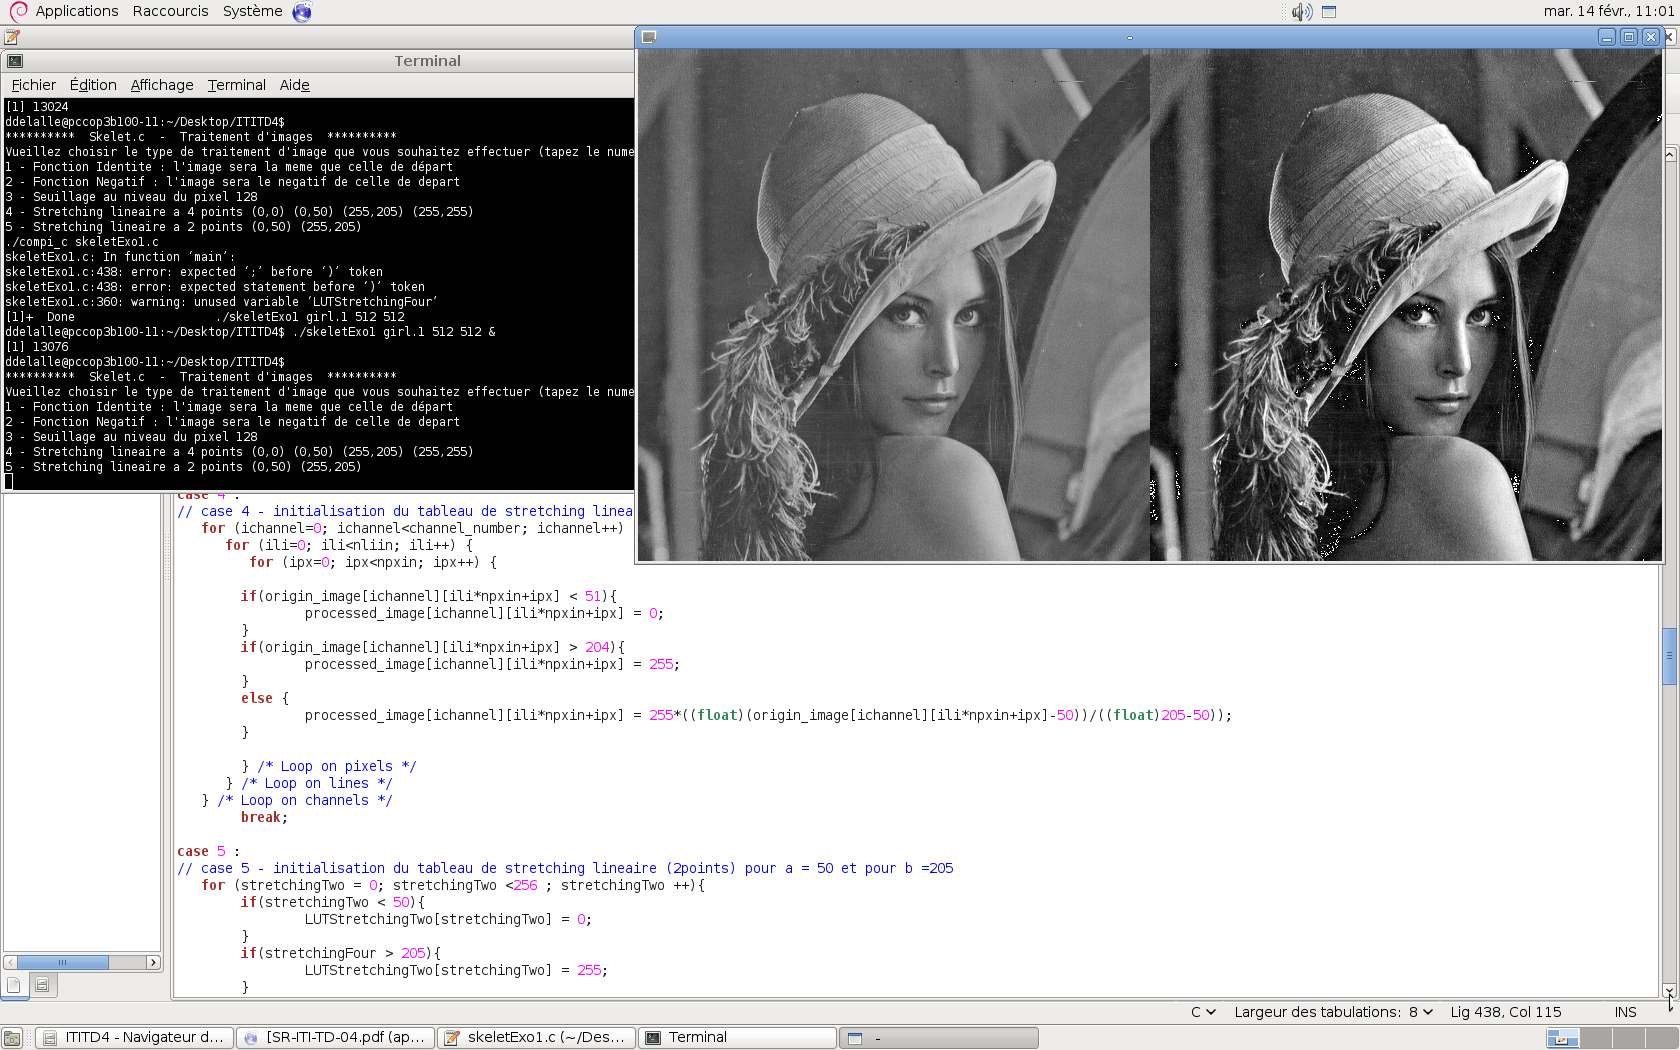 Applications Raccourcis Système
mar. 14 févr., 11:01
Terminal
Fichier Édition Affichage Terminal Aide
[1] 13024
ddelalle@pccop3b100-11:~/Desktop/ITITD4$
********** Skelet.c - Traitement d'images **********
Vueillez choisir le type de traitement d'image que vous souhaitez effectuer (tapez le nume
1 - Fonction Identite : l'image sera la meme que celle de départ
2 - Fonction Negatif : l'image sera le negatif de celle de depart
3 - Seuillage au niveau du pixel 128
4 - Stretching lineaire a 4 points (0,0) (0,50) (255,205) (255,255)
5 - Stretching lineaire a 2 points (0,50) (255,205)
./compi_c skeletExo1.c
skeletExo1.c: In function ‘main’:
skeletExo1.c:438: error: expected ‘;’ before ‘)’ token
skeletExo1.c:438: error: expected statement before ‘)’ token
skeletExo1.c:360: warning: unused variable ‘LUTStretchingFour’
[1]+ Done ./skeletExo1 girl.1 512 512
ddelalle@pccop3b100-11:~/Desktop/ITITD4$ ./skeletExo1 girl.1 512 512 &
[1] 13076
ddelalle@pccop3b100-11:~/Desktop/ITITD4$
********** Skelet.c - Traitement d'images **********
Vueillez choisir le type de traitement d'image que vous souhaitez effectuer (tapez le nume
1 - Fonction Identite : l'image sera la meme que celle de départ
2 - Fonction Negatif : l'image sera le negatif de celle de depart
3 - Seuillage au niveau du pixel 128
4 - Stretching lineaire a 4 points (0,0) (0,50) (255,205) (255,255)
5 - Stretching lineaire a 2 points (0,50) (255,205)
case 4 :
// case 4 - initialisation du tableau de stretching linea
for (ichannel=0; ichannel<channel_number; ichannel++)
for (ili=0; ili<nliin; ili++) {
for (ipx=0; ipx<npxin; ipx++) {
if(origin_image[ichannel][ili*npxin+ipx] < 51){
processed_image[ichannel][ili*npxin+ipx] = 0;
}
if(origin_image[ichannel][ili*npxin+ipx] > 204){
processed_image[ichannel][ili*npxin+ipx] = 255;
}
else {
processed_image[ichannel][ili*npxin+ipx] = 255*((float)(origin_image[ichannel][ili*npxin+ipx]-50))/((float)205-50));
}
} /* Loop on pixels */
} /* Loop on lines */
} /* Loop on channels */
break;
case 5 :
// case 5 - initialisation du tableau de stretching lineaire (2points) pour a = 50 et pour b =205
for (stretchingTwo = 0; stretchingTwo <256 ; stretchingTwo ++){
if(stretchingTwo < 50){
LUTStretchingTwo[stretchingTwo] = 0;
}
if(stretchingFour > 205){
LUTStretchingTwo[stretchingTwo] = 255;
}
C Largeur des tabulations: 8 Lig 438, Col 115 INS
ITITD4 - Navigateur d... [SR-ITI-TD-04.pdf (ap... skeletExo1.c (~/Des... Terminal -